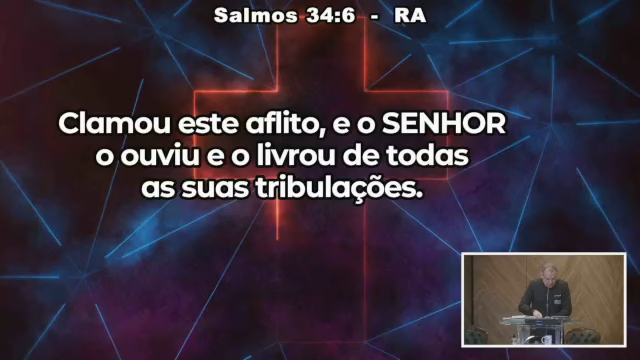 Salmos 34:6 - RA
Clamou este aflito, e o SENHOR
o ouviu e o livrou de todas
as suas tribulações.